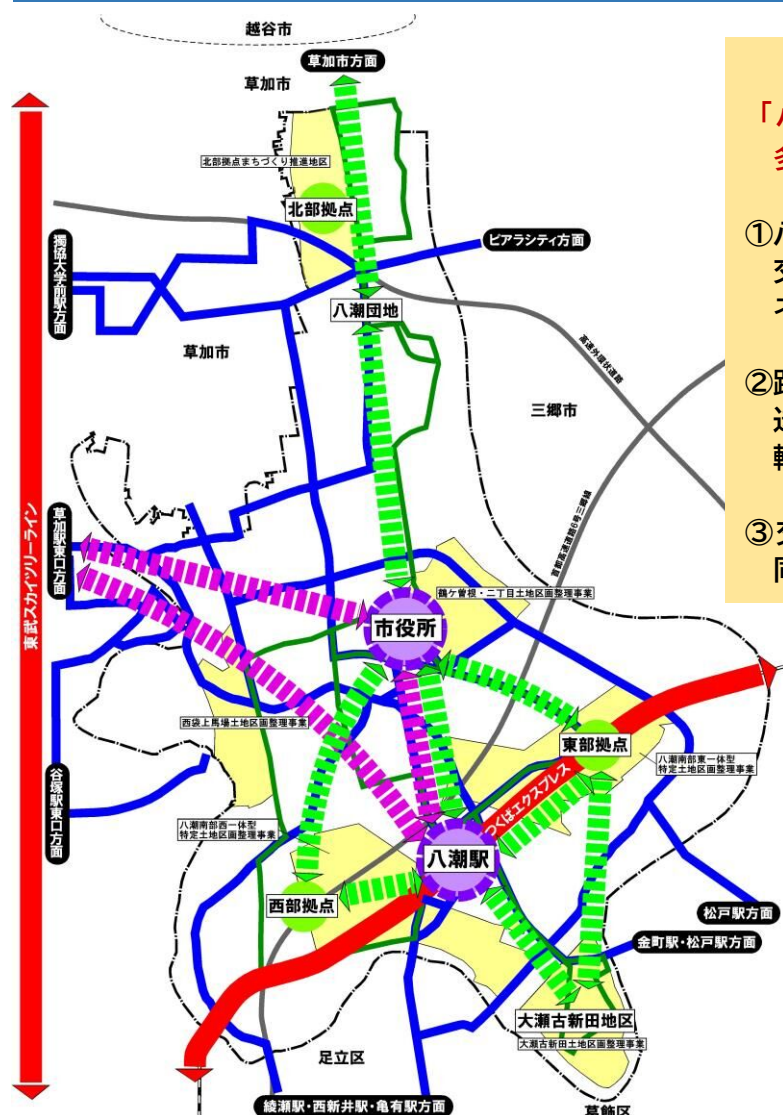 越谷市
草加市方面
草加市
北部拠点まちづくり推進地区
北部拠点
獨協大学前駅方面
ピアラシティ方面
八潮団地
草加市
高速外環状道路
三郷市
東武スカイツリーライン
草加駅東口方面
首都高速道路6号三郷線
鶴ケ曽根・二丁目土地区画整理事業
市役所
西袋上馬場土地区画整理事業
東部拠点
八潮南部東一体型
特定土地区画整理事業
つくばエクスプレス
谷塚駅東口方面
八潮南部西一体型
特定土地区画整理事業
八潮駅
西部拠点
松戸駅方面
金町駅・松戸駅方面
大瀬古新田地区
大瀬古新田土地区画整理事業
足立区
綾瀬駅・西新井駅・亀有駅方面
葛飾区
①
②
③交
同